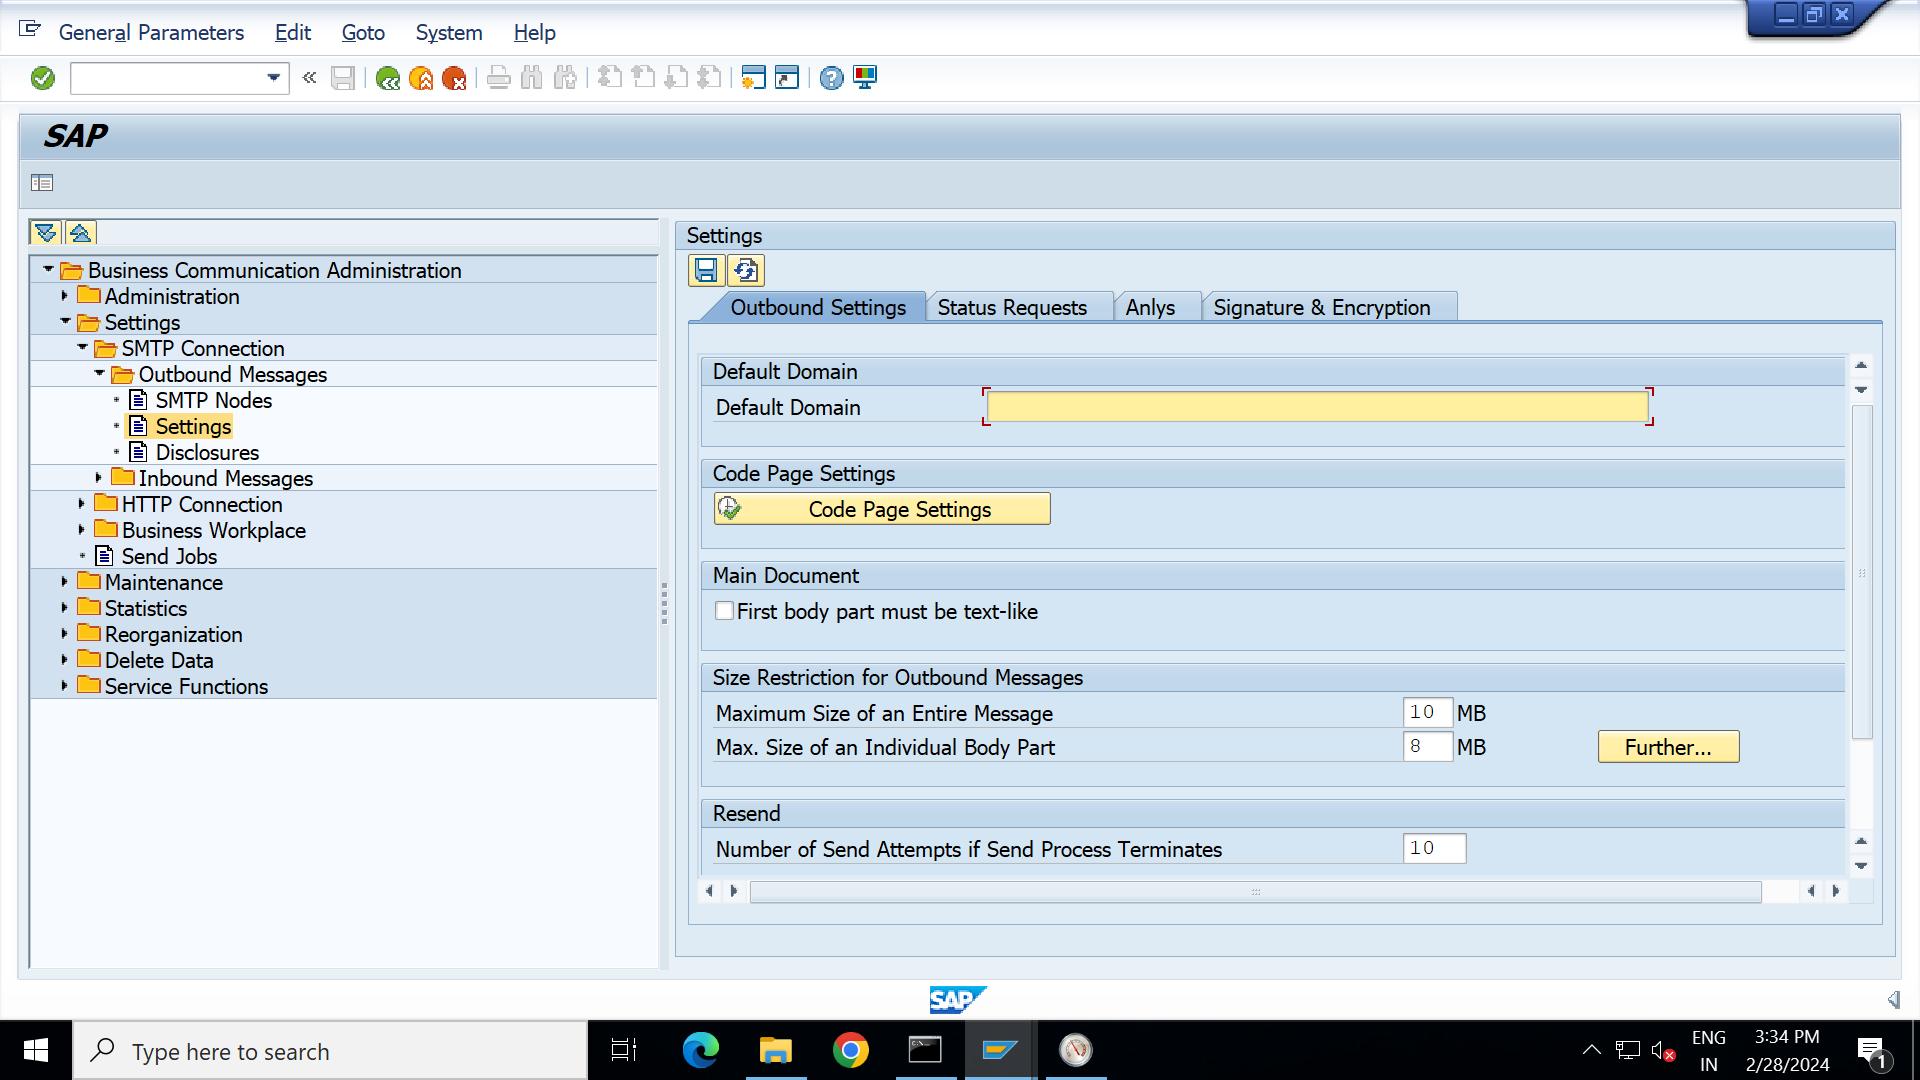 General Parameters Edit Goto System Help
SAP
Business Communication Administration
Administration
Settings
SMTP Connection
Outbound Messages
SMTP Nodes
Settings
Disclosures
Inbound Messages
HTTP Connection
Business Workplace
Send Jobs
Maintenance
Statistics
Reorganization
Delete Data
Service Functions
Settings
Outbound Settings Status Requests Anlys Signature & Encryption
Default Domain
Default Domain
Code Page Settings
Code Page Settings
Main Document
First body part must be text-like
Size Restriction for Outbound Messages
Maximum Size of an Entire Message 10 MB
Max. Size of an Individual Body Part 8 MB Further...
Resend
Number of Send Attempts if Send Process Terminates 10
SAP
Type here to search
ENG
IN
3:34 PM
2/28/2024
1